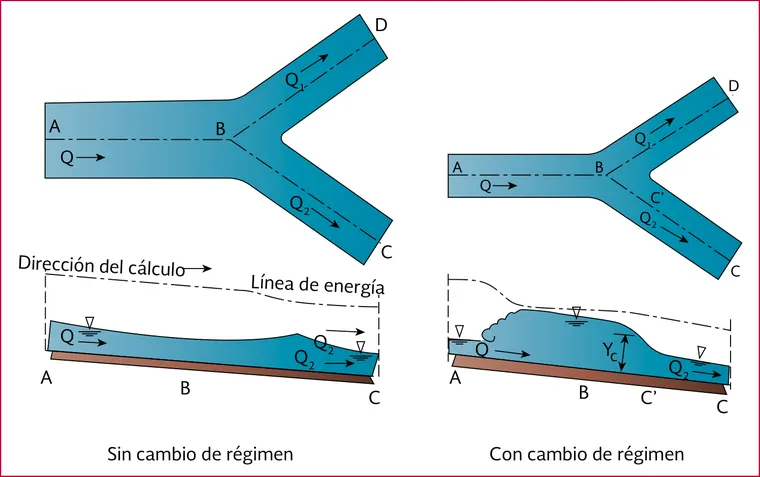 D
Q1
A
B
Q
Q2
C
Dirección del cálculo
Línea de energía
Q
Q2
Q2
A
B
C
Sin cambio de régimen
D
Q1
A
B
Q
C'
Q2
C
Q
YC
Q2
A
B
C'
C
Con cambio de régimen